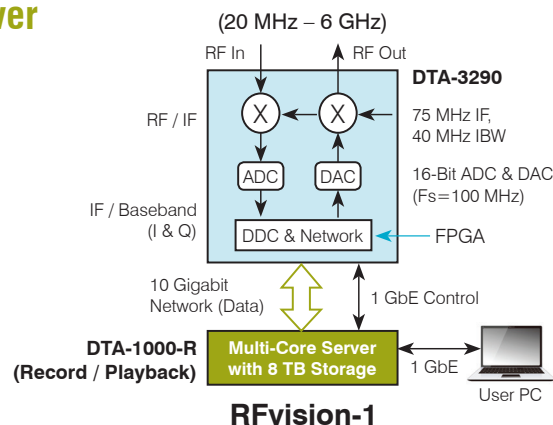 ver
(20 MHz – 6 GHz)
RF In
RF Out
DTA-3290
RF / IF
X
X
75 MHz IF,
40 MHz IBW
ADC
DAC
16-Bit ADC & DAC
(Fs=100 MHz)
IF / Baseband
(I & Q)
DDC & Network
FPGA
10 Gigabit
Network (Data)
1 GbE Control
DTA-1000-R
(Record / Playback)
Multi-Core Server
with 8 TB Storage
1 GbE
User PC
RFvision-1